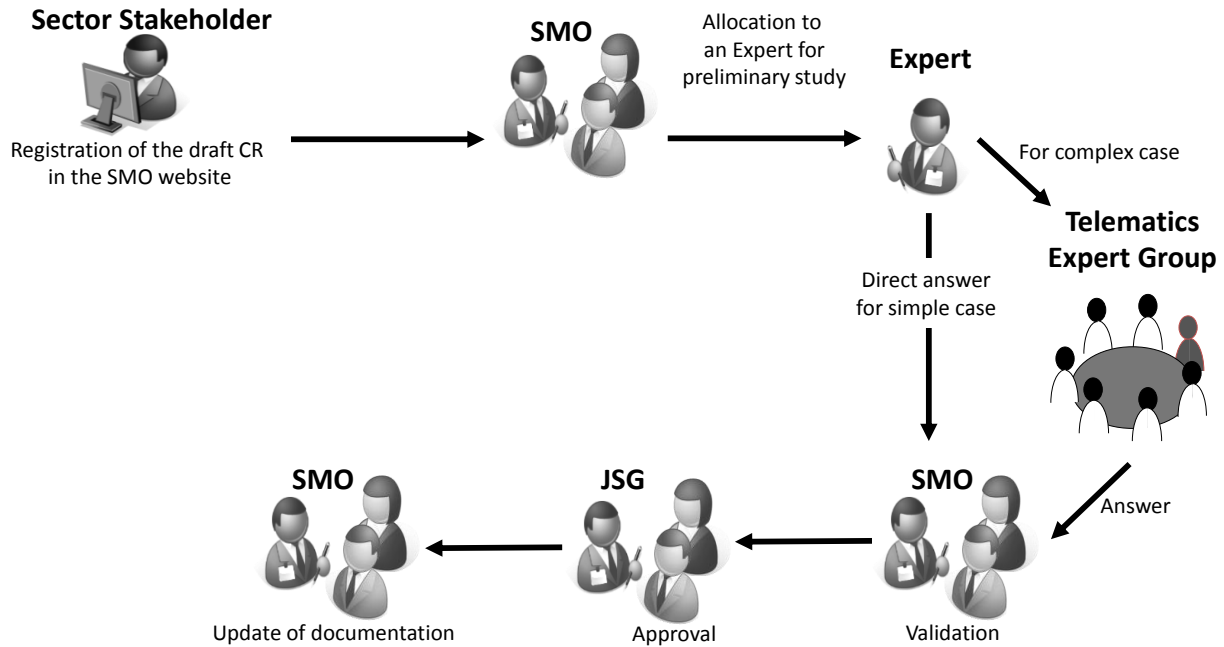 Sector Stakeholder
Registration of the draft CR
in the SMO website
SMO
Allocation to
an Expert for
preliminary study
Expert
For complex case
Telematics
Expert Group
Direct answer
for simple case
Answer
SMO
Validation
JSG
Approval
SMO
Update of documentation